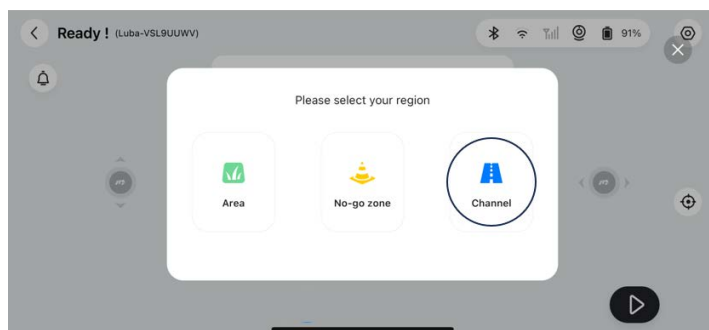 Ready ! (Luba-VSL9UUWV)
91%
Please select your region
Area
No-go zone
Channel